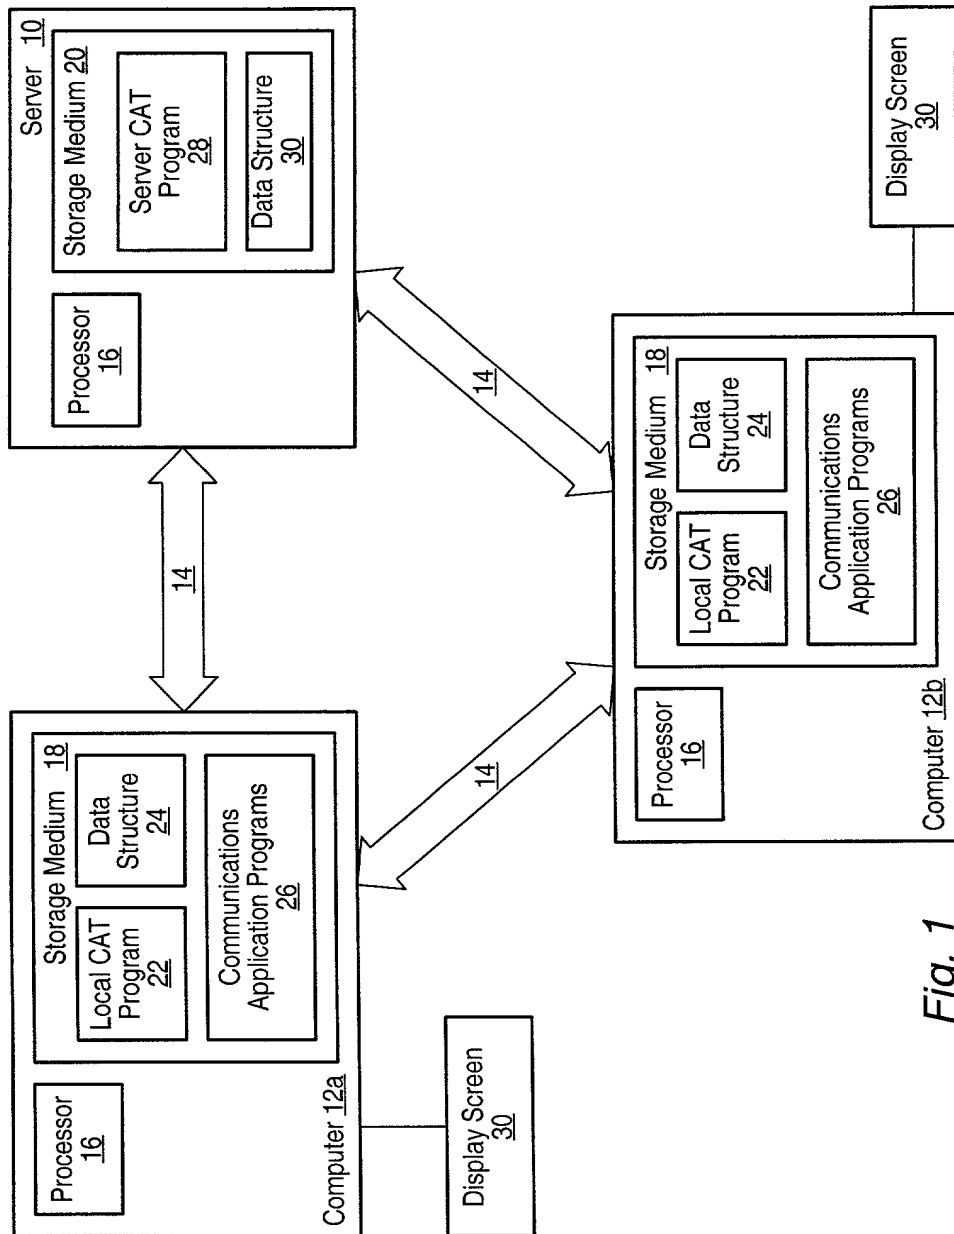 Computer 12a
Processor
16
Storage Medium 18
Local CAT
Program
22
Data
Structure
24
Communications
Application Programs
26
Display Screen
30
14
Server 10
Processor
16
Storage Medium 20
Server CAT
Program
28
Data Structure
30
14
14
Computer 12b
Processor
16
Storage Medium 18
Local CAT
Program
22
Data
Structure
24
Communications
Application Programs
26
Display Screen
30
Fig. 1